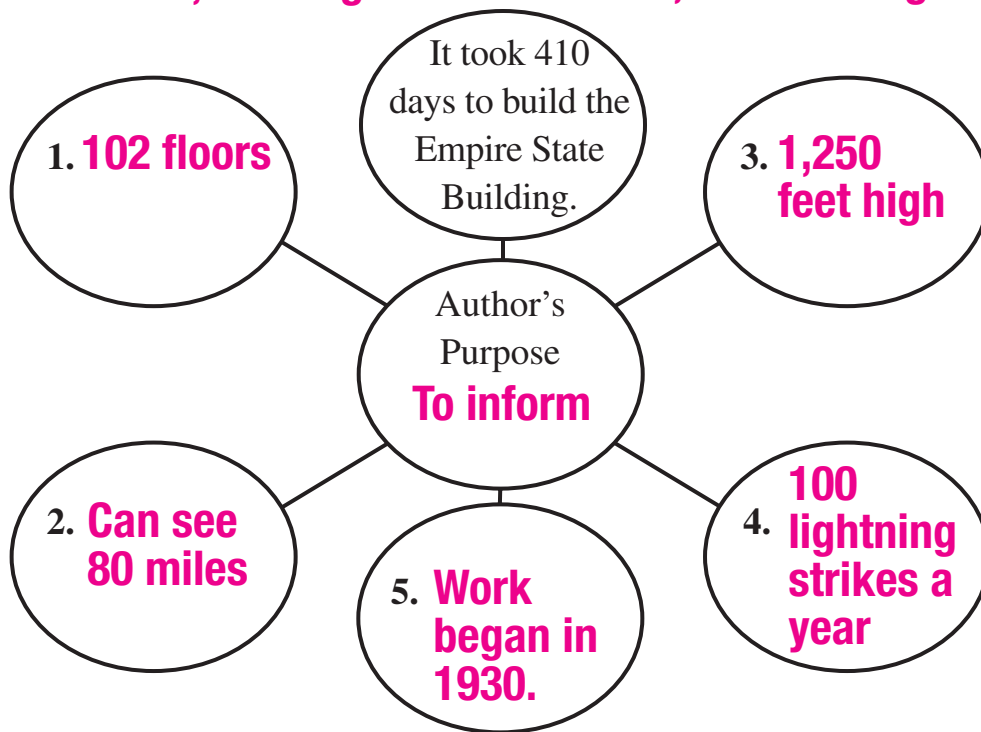 It took 410
days to build the
Empire State
Building.
1. 102 floors
3. 1,250
feet high
Author's
Purpose
To inform
2. Can see
80 miles
4. 100
lightning
strikes a
year
5. Work
began in
1930.